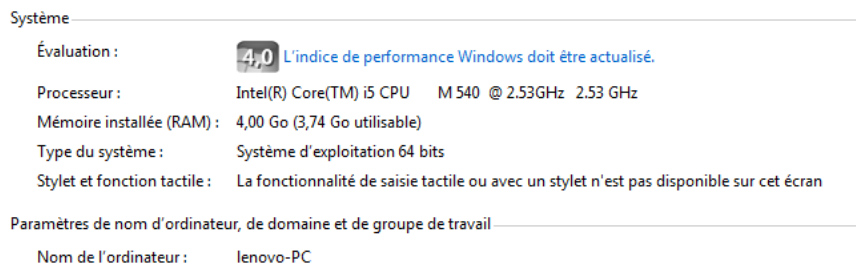 Système
Évaluation : 4,0 L'indice de performance Windows doit être actualisé.
Processeur : Intel(R) Core(TM) i5 CPU M 540 @ 2.53GHz 2.53 GHz
Mémoire installée (RAM) : 4,00 Go (3,74 Go utilisable)
Type du système : Système d'exploitation 64 bits
Stylet et fonction tactile : La fonctionnalité de saisie tactile ou avec un stylet n'est pas disponible sur cet écran
Paramètres de nom d'ordinateur, de domaine et de groupe de travail
Nom de l'ordinateur : lenovo-PC